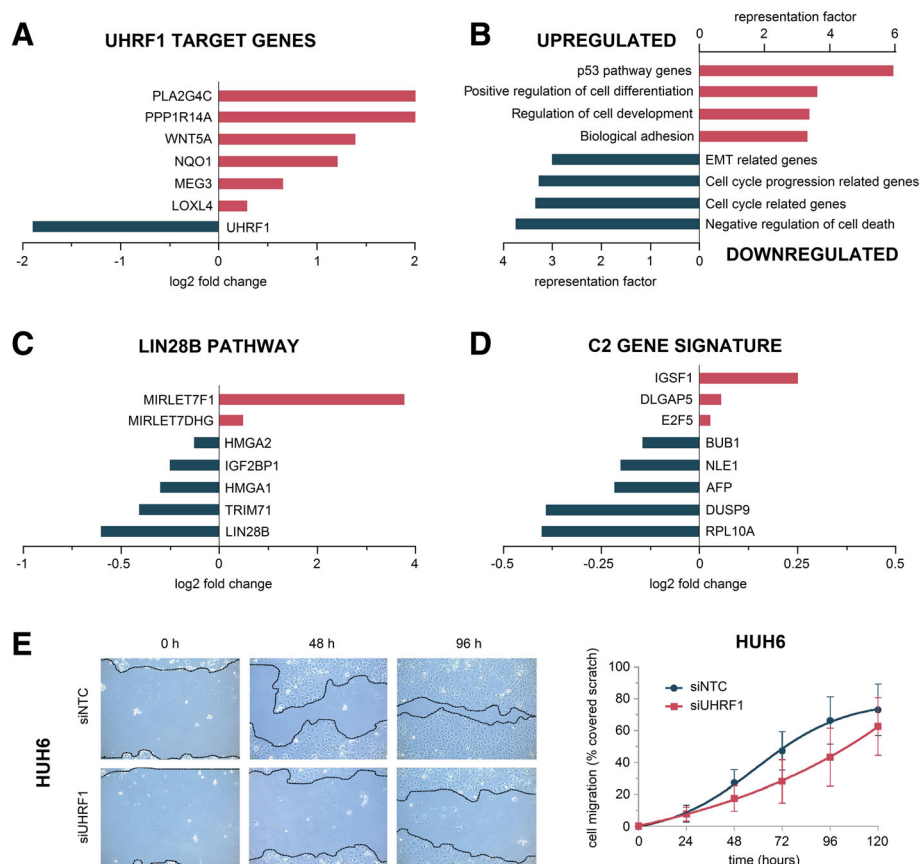 A
UHRF1 TARGET GENES
PLA2G4C
PPP1R14A
WNT5A
NQO1
MEG3
LOXL4
UHRF1
-2 -1 0 1 2
log2 fold change
B
UPREGULATED
representation factor
0 2 4 6
p53 pathway genes
Positive regulation of cell differentiation
Regulation of cell development
Biological adhesion
EMT related genes
Cell cycle progression related genes
Cell cycle related genes
Negative regulation of cell death
4 3 2 1 0
representation factor
DOWNREGULATED
C
LIN28B PATHWAY
MIRLET7F1
MIRLET7DHG
HMGA2
IGF2BP1
HMGA1
TRIM71
LIN28B
-1 -0.5 0 2 4
log2 fold change
D
C2 GENE SIGNATURE
IGSF1
DLGAP5
E2F5
BUB1
NLE1
AFP
DUSP9
RPL10A
-0.5 -0.25 0 0.25 0.5
log2 fold change
E
HUH6
0 h 48 h 96 h
siNTC
siUHRF1
HUH6
cell migration (% covered scratch)
100
80
60
40
20
0
siNTC
siUHRF1
0 24 48 72 96 120
time (hours)